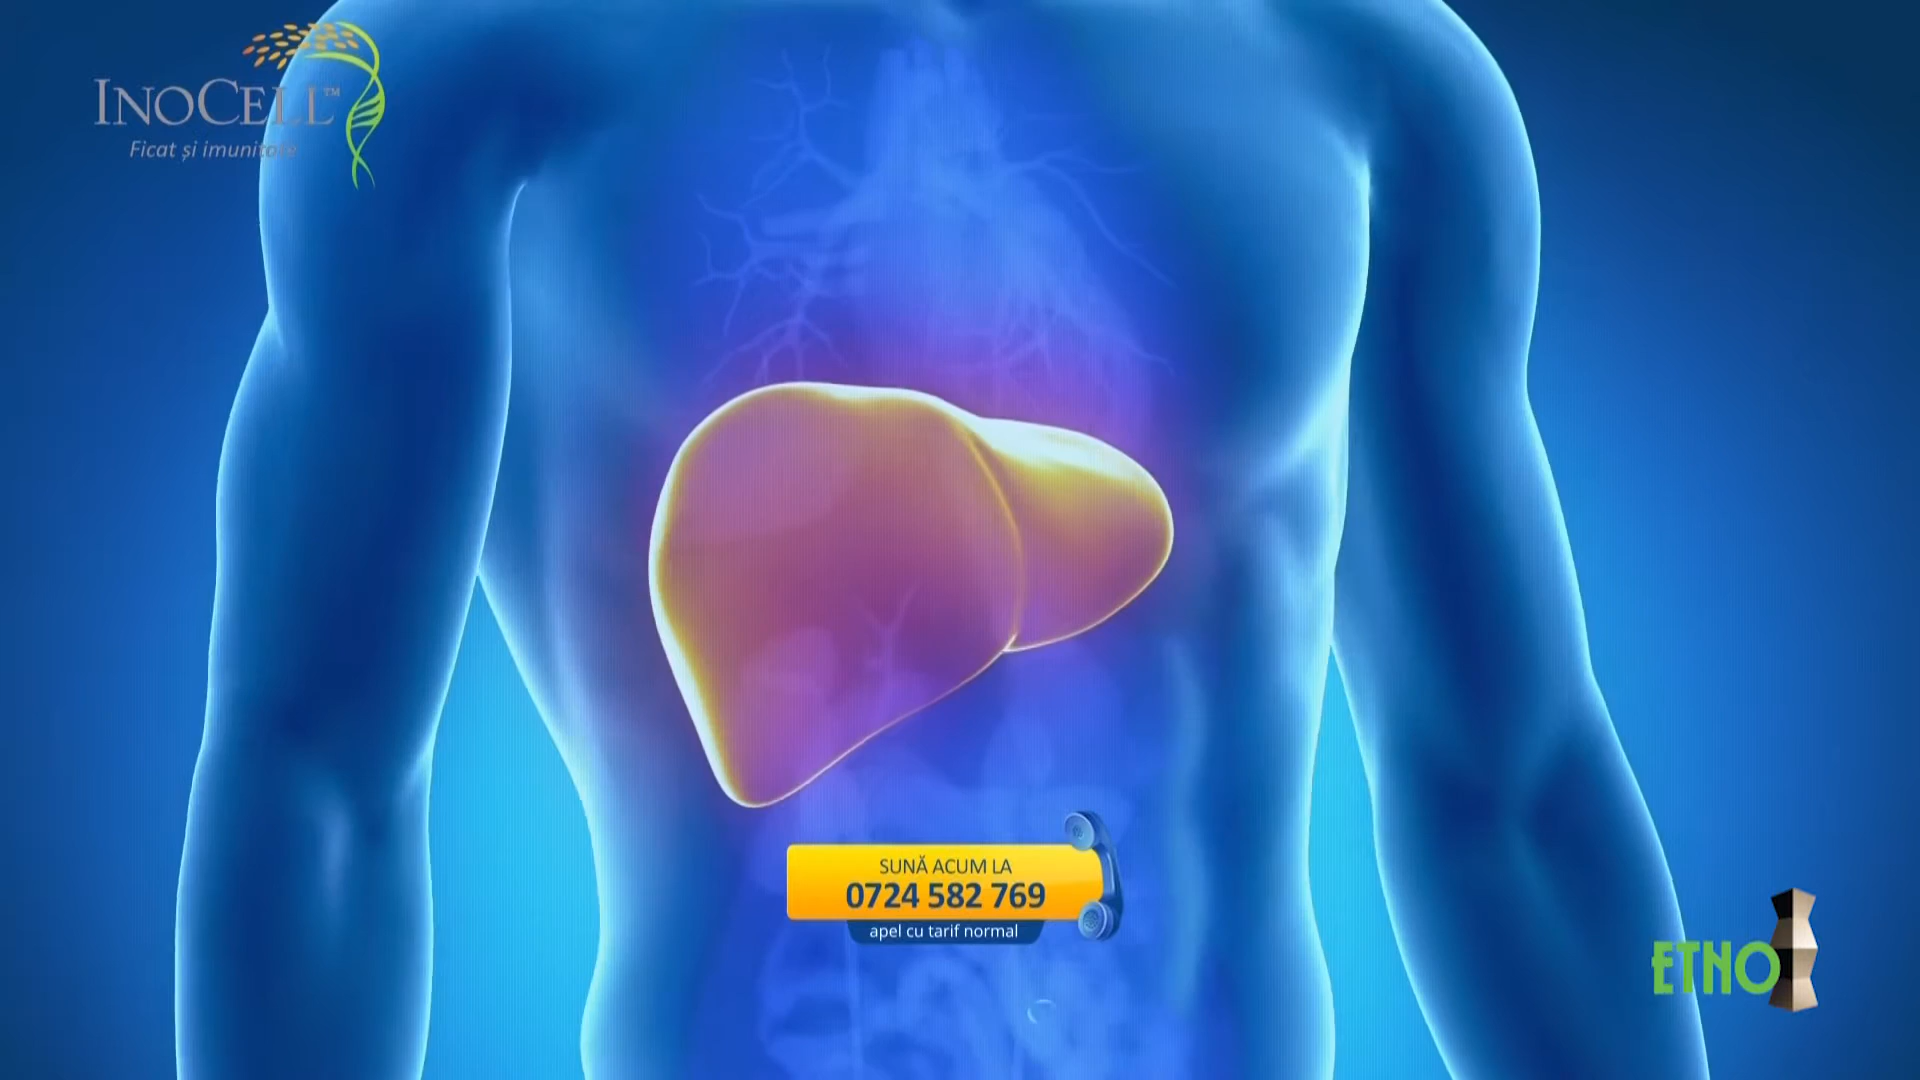 INOCELL™
Ficat și imunitate
SUNĂ ACUM LA
0724 582 769
apel cu tarif normal
ETNO